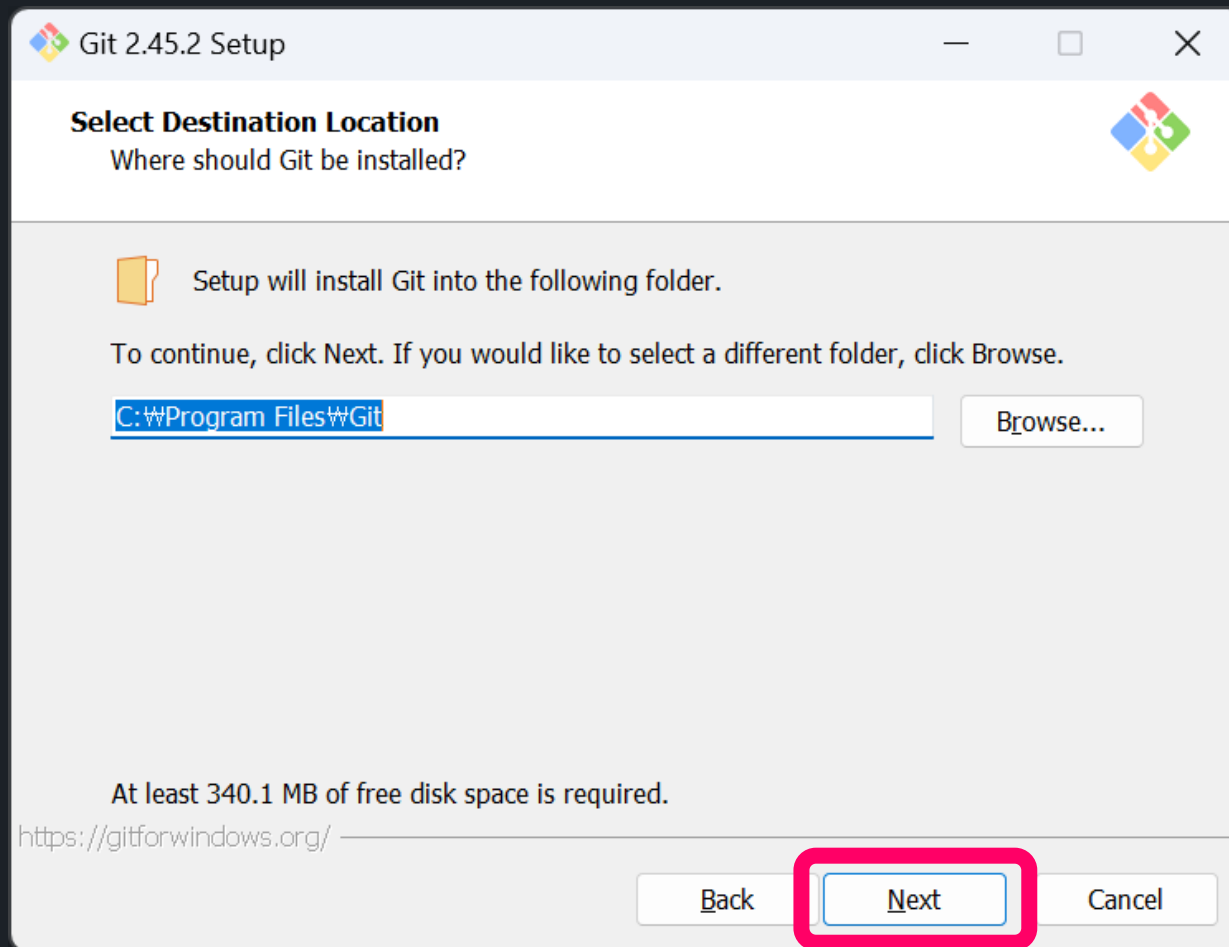 Git 2.45.2 Setup
Select Destination Location
Where should Git be installed?
Setup will install Git into the following folder.
To continue, click Next. If you would like to select a different folder, click Browse.
C:₩Program Files₩Git
Browse...
At least 340.1 MB of free disk space is required.
https://gitforwindows.org/
Back
Next
Cancel